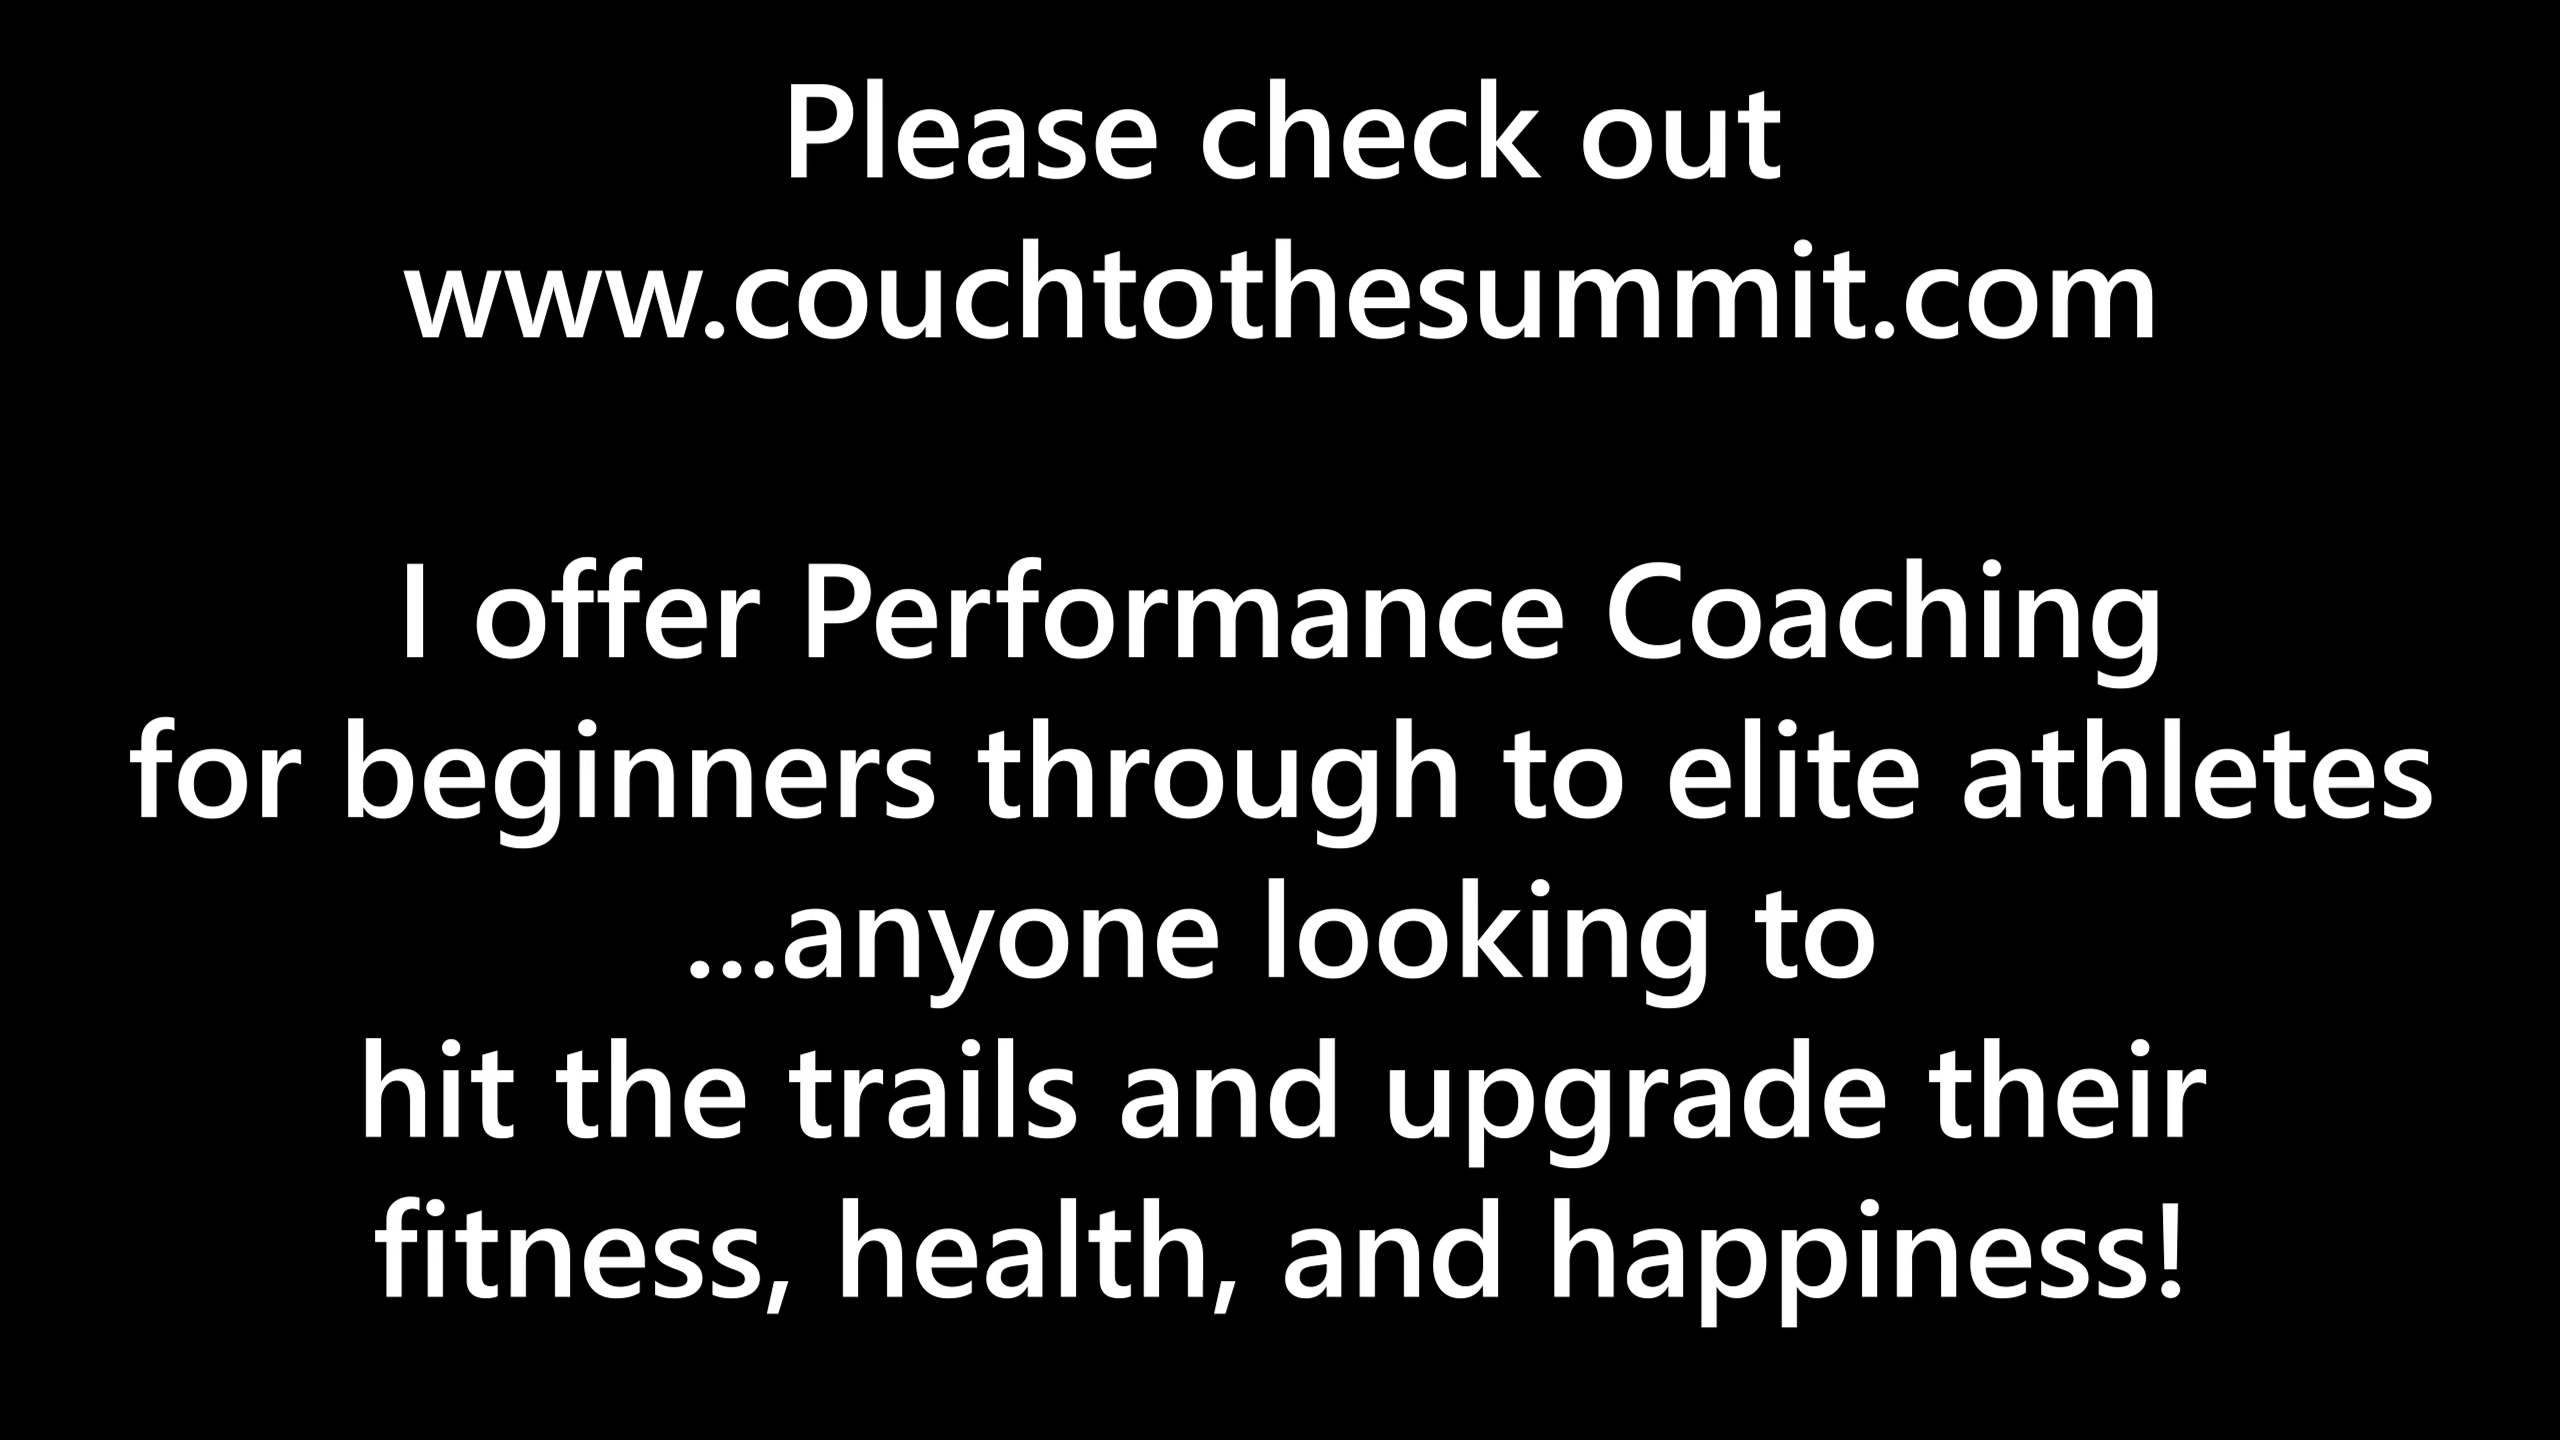 Please check out
www.couchtothesummit.com
I offer Performance Coaching
for beginners through to elite athletes
...anyone looking to
hit the trails and upgrade their
fitness, health, and happiness!